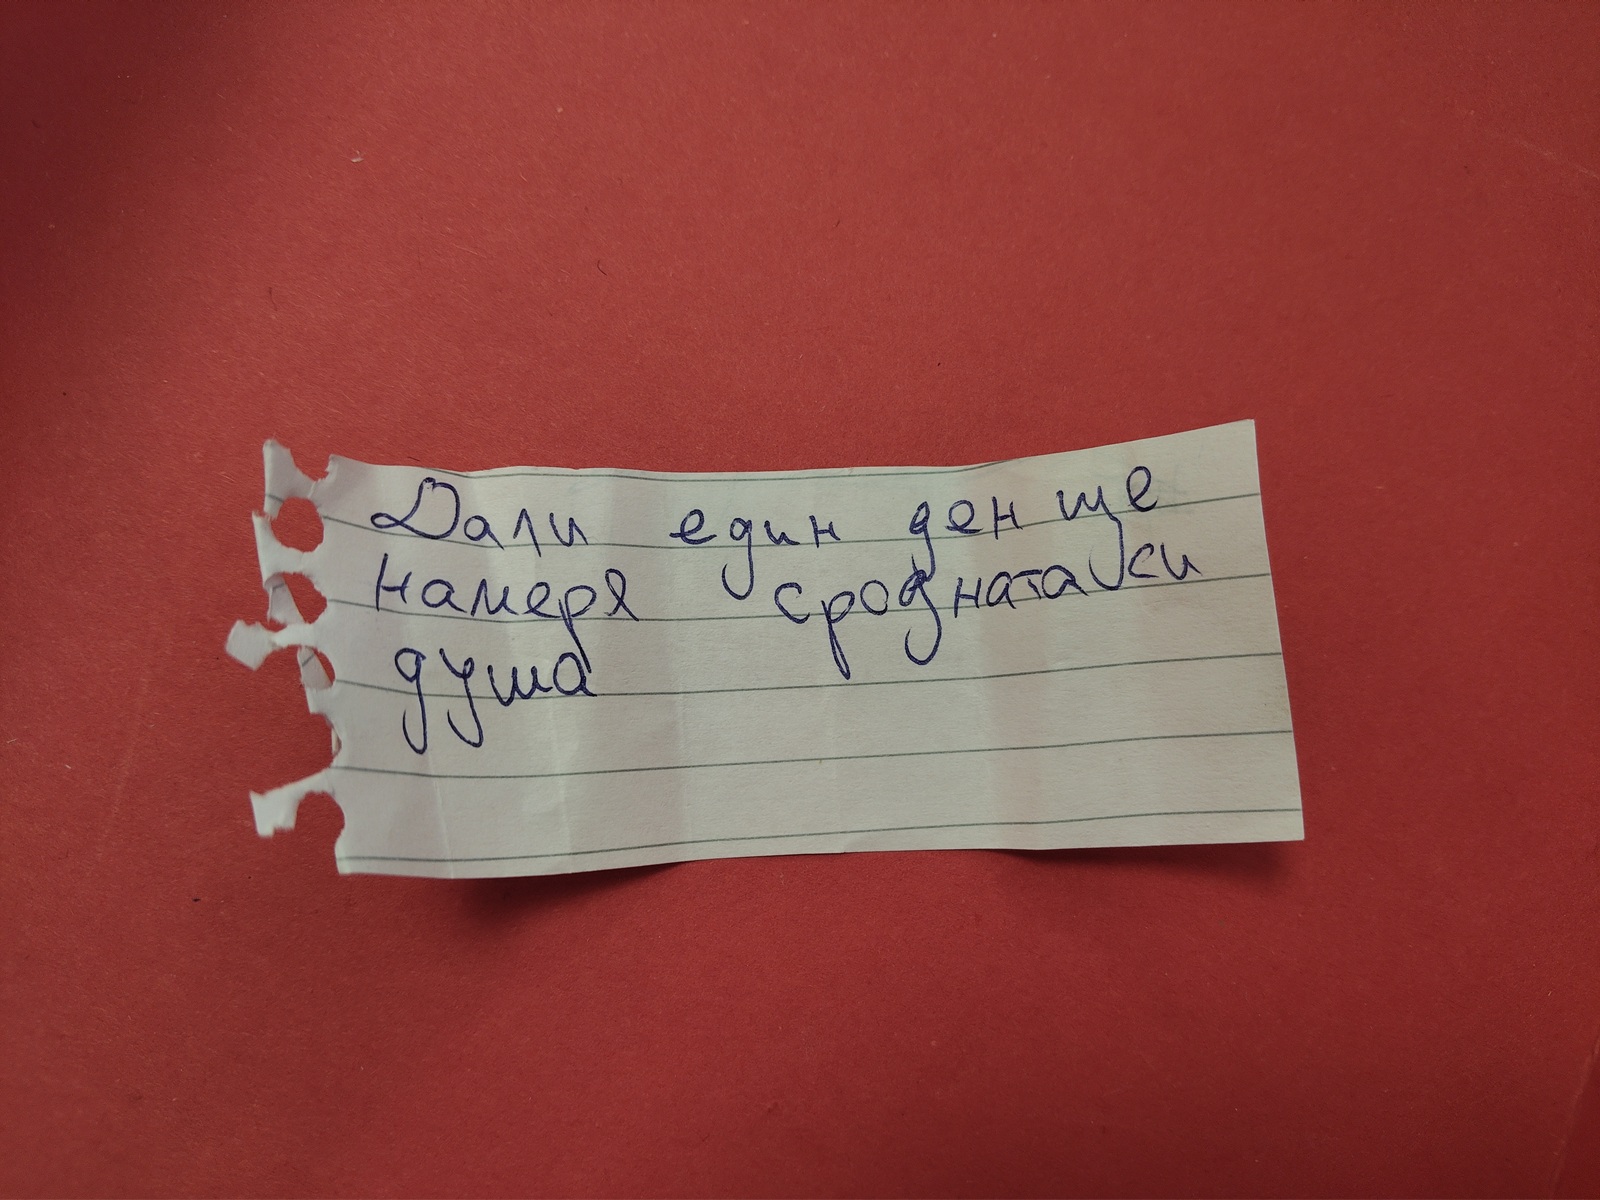 Дали един ден ще
намеря сродната си
душа